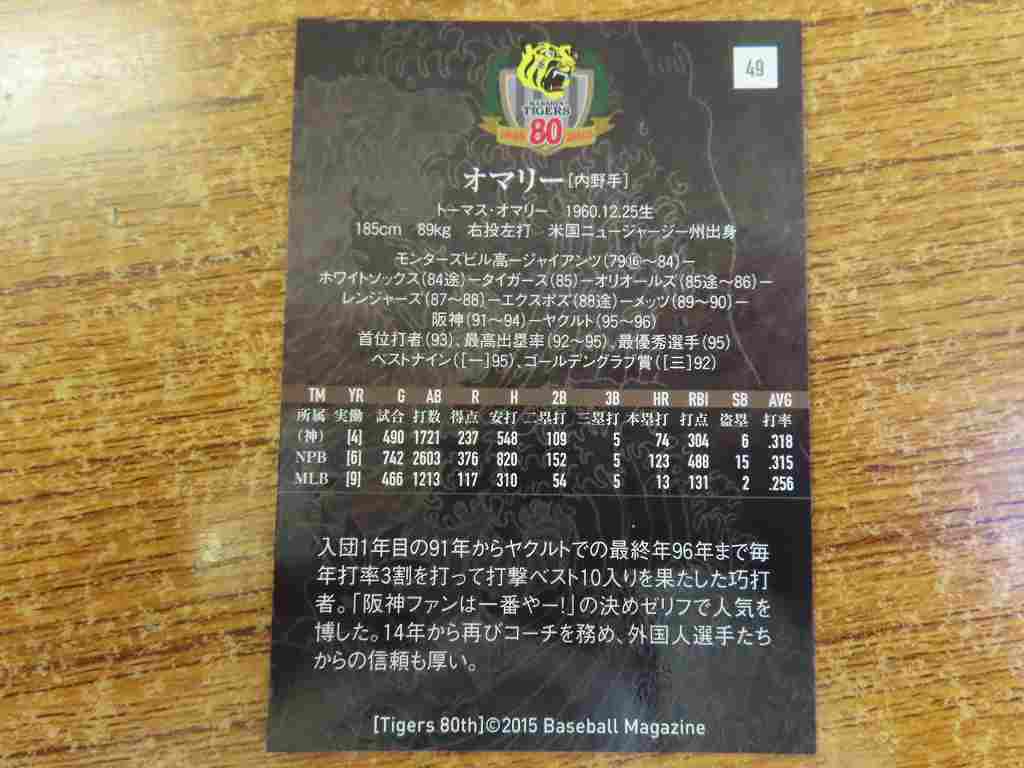 49
HANSHIN
TIGERS
80
オマリー[内野手]
トーマス・オマリー 1960.12.25生
185cm 89kg 右投左打 米国ニュージャージー州出身
モンターズビル高－ジャイアンツ(79⑯～84)－
ホワイトソックス(84途)－タイガース(85)－オリオールズ(85途～86)－
レンジャーズ(87～88)－エクスポズ(88途)－メッツ(89～90)－
阪神(91～94)－ヤクルト(95～96)
首位打者(93)、最高出塁率(92～95)、最優秀選手(95)
ベストナイン([一]95)、ゴールデングラブ賞([三]92)
TM YR G AB R H 2B 3B HR RBI SB AVG
所属 実働 試合 打数 得点 安打 二塁打 三塁打 本塁打 打点 盗塁 打率
(神) [4] 490 1721 237 548 109 5 74 304 6 .318
NPB [6] 742 2603 376 820 152 5 123 488 15 .315
MLB [9] 466 1213 117 310 54 5 13 131 2 .256
入団1年目の91年からヤクルトでの最終年96年まで毎
年打率3割を打って打撃ベスト10入りを果たした巧打
者。「阪神ファンは一番やー!」の決めゼリフで人気を
博した。14年から再びコーチを務め、外国人選手たち
からの信頼も厚い。
[Tigers 80th]©2015 Baseball Magazine